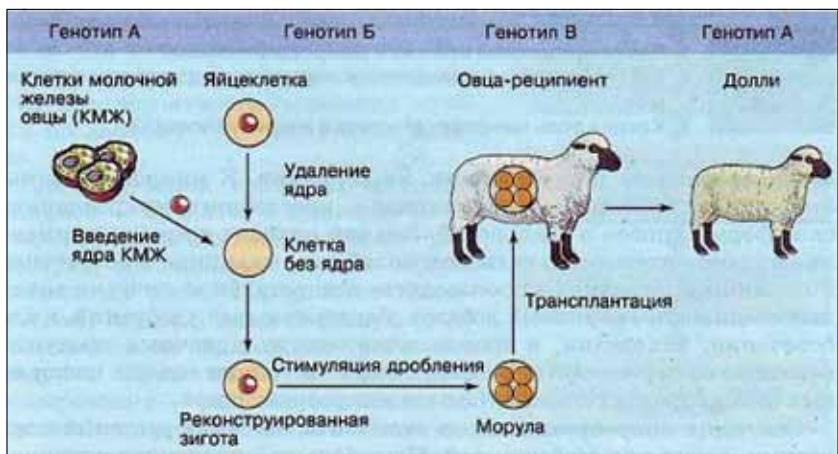 Генотип А
Генотип Б
Генотип В
Генотип А
Клетки молочной
железы
овцы (КМЖ)
Яйцеклетка
Овца-реципиент
Долли
Удаление
ядра
Введение
ядра КМЖ
Клетка
без ядра
Трансплантация
Стимуляция дробления
Реконструированная
зигота
Морула